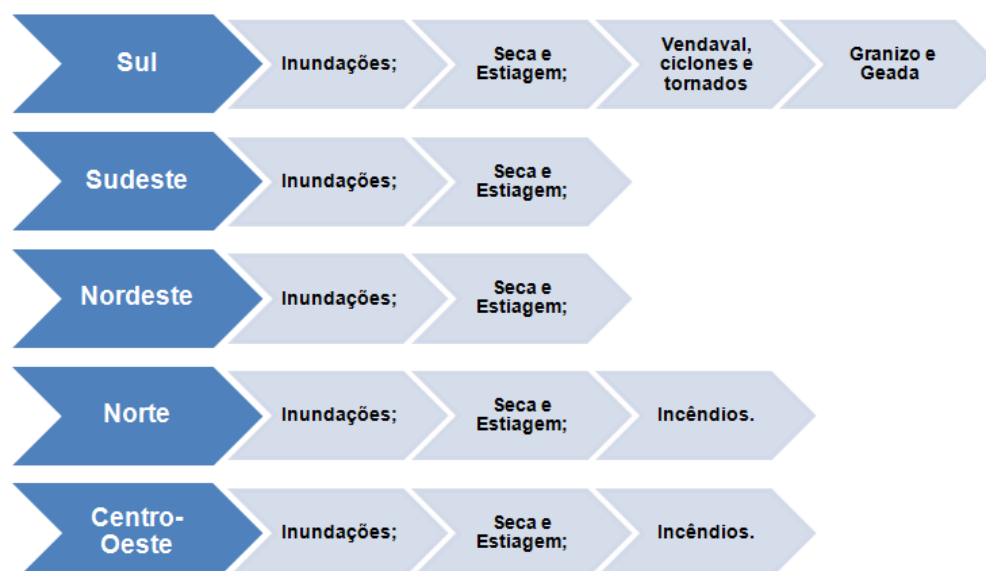 Sul
Inundações;
Seca e
Estiagem;
Vendaval,
ciclones e
tornados
Granizo e
Geada
Sudeste
Inundações;
Seca e
Estiagem;
Nordeste
Inundações;
Seca e
Estiagem;
Norte
Inundações;
Seca e
Estiagem;
Incêndios.
Centro-
Oeste
Inundações;
Seca e
Estiagem;
Incêndios.